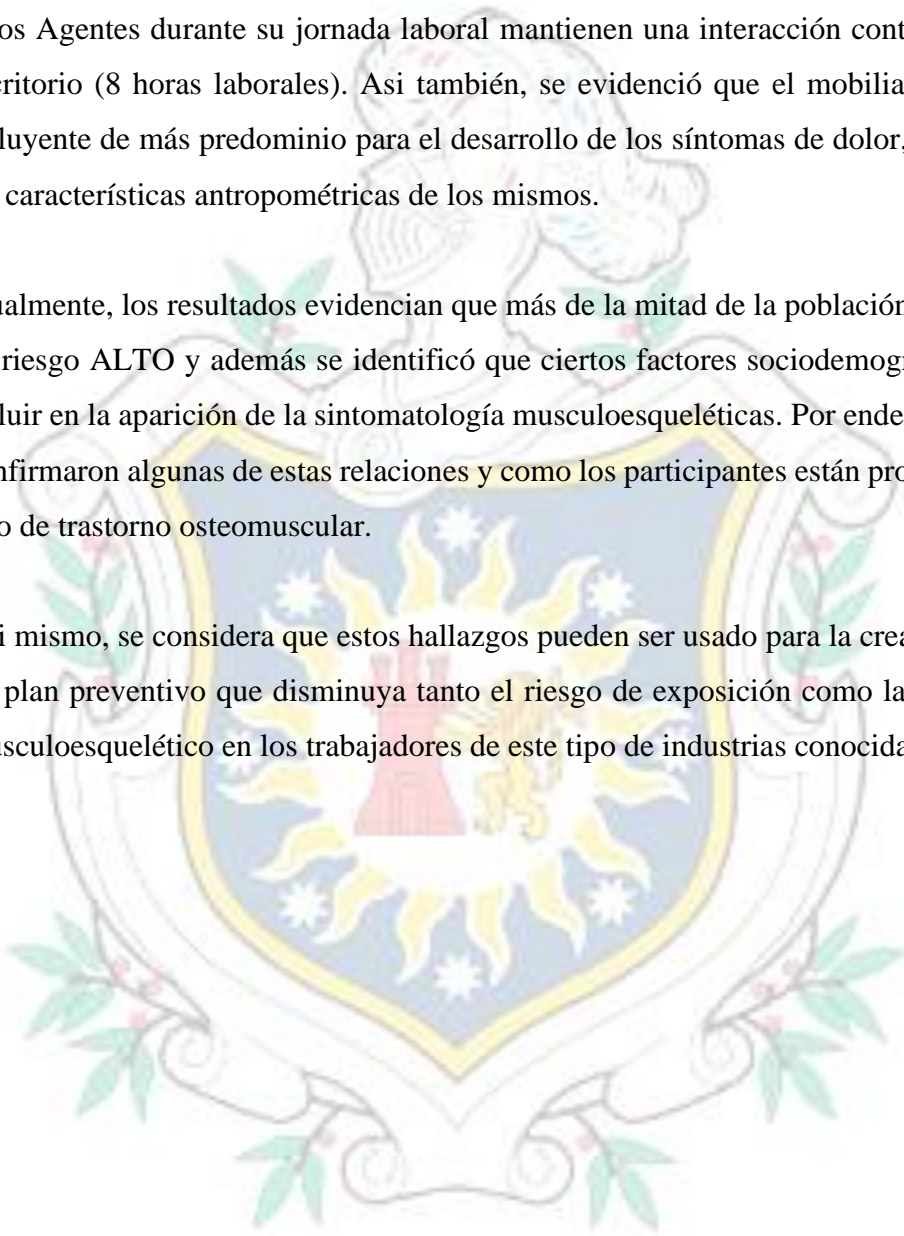 os Agentes durante su jornada laboral mantienen una interacción cont
critorio (8 horas laborales). Asi también, se evidenció que el mobilia
luyente de más predominio para el desarrollo de los síntomas de dolor,
características antropométricas de los mismos.
ualmente, los resultados evidencian que más de la mitad de la población
riesgo ALTO y además se identificó que ciertos factores sociodemogr
luir en la aparición de la sintomatología musculoesqueléticas. Por ende
nfirmaron algunas de estas relaciones y como los participantes están pro
o de trastorno osteomuscular.
i mismo, se considera que estos hallazgos pueden ser usado para la crea
plan preventivo que disminuya tanto el riesgo de exposición como la
usculoesquelético en los trabajadores de este tipo de industrias conocida